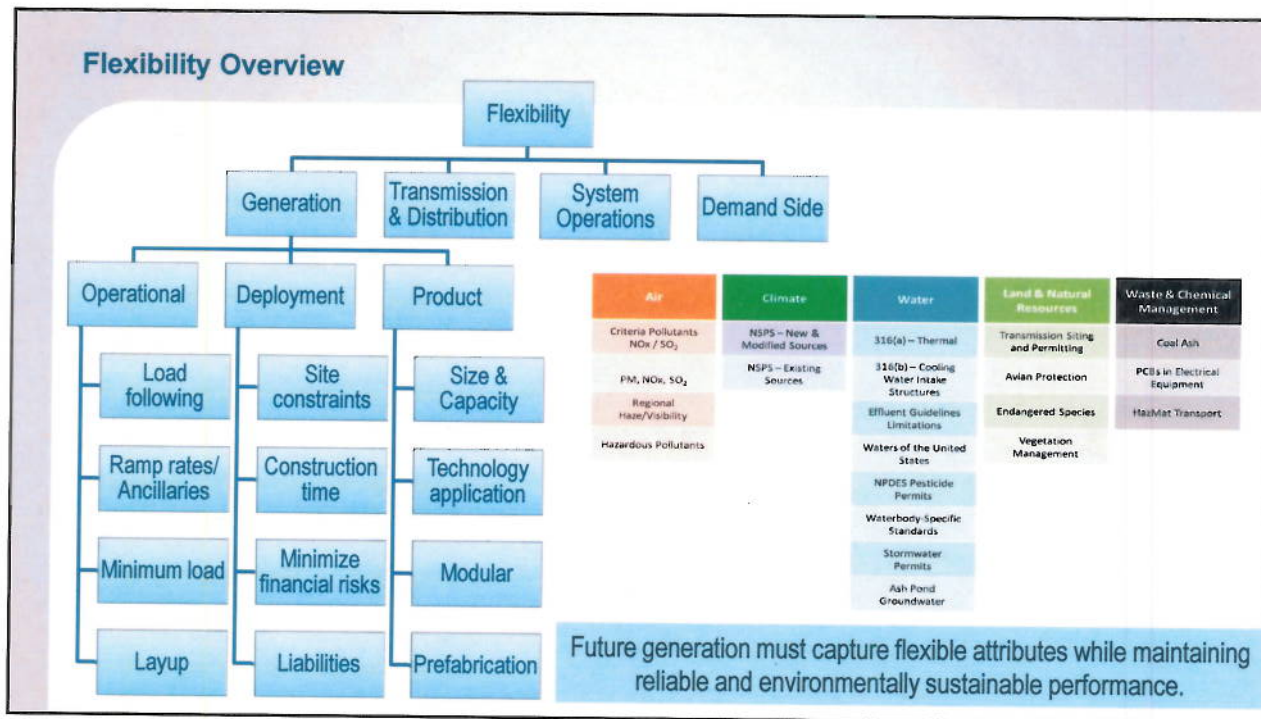 Flexibility Overview
Flexibility
Generation
Transmission
& Distribution
System
Operations
Demand Side
Operational
Deployment
Product
Load
following
Site
constraints
Size &
Capacity
Ramp rates/
Ancillaries
Construction
time
Technology
application
Minimum load
Minimize
financial risks
Modular
Layup
Liabilities
Prefabrication
Air
Criteria Pollutants
NOx / SO₂
PM, NOx, SO₂
Regional
Haze/Visibility
Hazardous Pollutants
Climate
NSPS – New &
Modified Sources
NSPS – Existing
Sources
Water
316(a) – Thermal
316(b) – Cooling
Water Intake
Structures
Effluent Guidelines
Limitations
Waters of the United
States
NPDES Pesticide
Permits
Waterbody-Specific
Standards
Stormwater
Permits
Ash Pond
Groundwater
Land & Natural
Resources
Transmission Siting
and Permitting
Avian Protection
Endangered Species
Vegetation
Management
Waste & Chemical
Management
Coal Ash
PCBs in Electrical
Equipment
HazMat Transport
Future generation must capture flexible attributes while maintaining
reliable and environmentally sustainable performance.